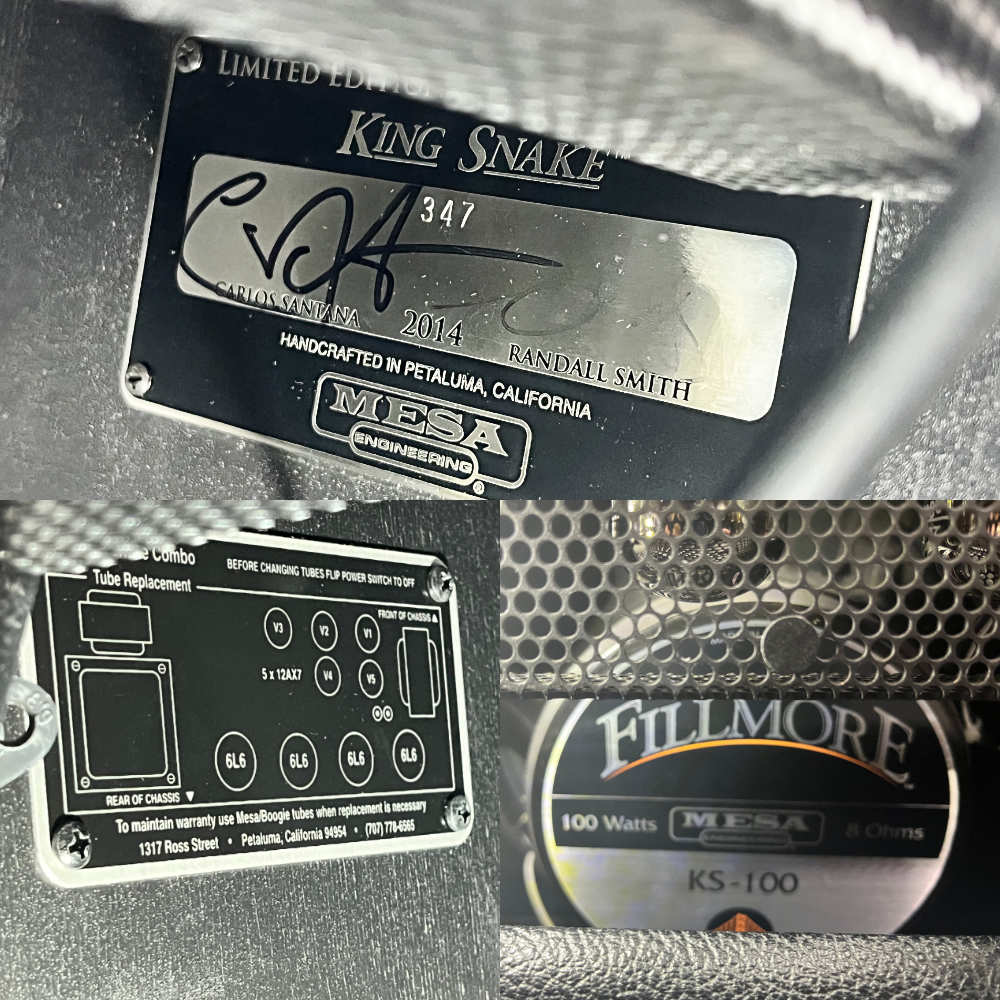 LIMITED EDITION
KING SNAKE™
347
CARLOS SANTANA 2014 RANDALL SMITH
HANDCRAFTED IN PETALUMA, CALIFORNIA
MESA
ENGINEERING®
Combo
BEFORE CHANGING TUBES FLIP POWER SWITCH TO OFF
Tube Replacement
FRONT OF CHASSIS ▲
V3 V2 V1
5 x 12AX7 V4 V5
6L6 6L6 6L6 6L6
REAR OF CHASSIS ▼
To maintain warranty use Mesa/Boogie tubes when replacement is necessary
1317 Ross Street • Petaluma, California 94954 • (707) 778-6565
FILLMORE™
100 Watts MESA 8 Ohms
KS-100